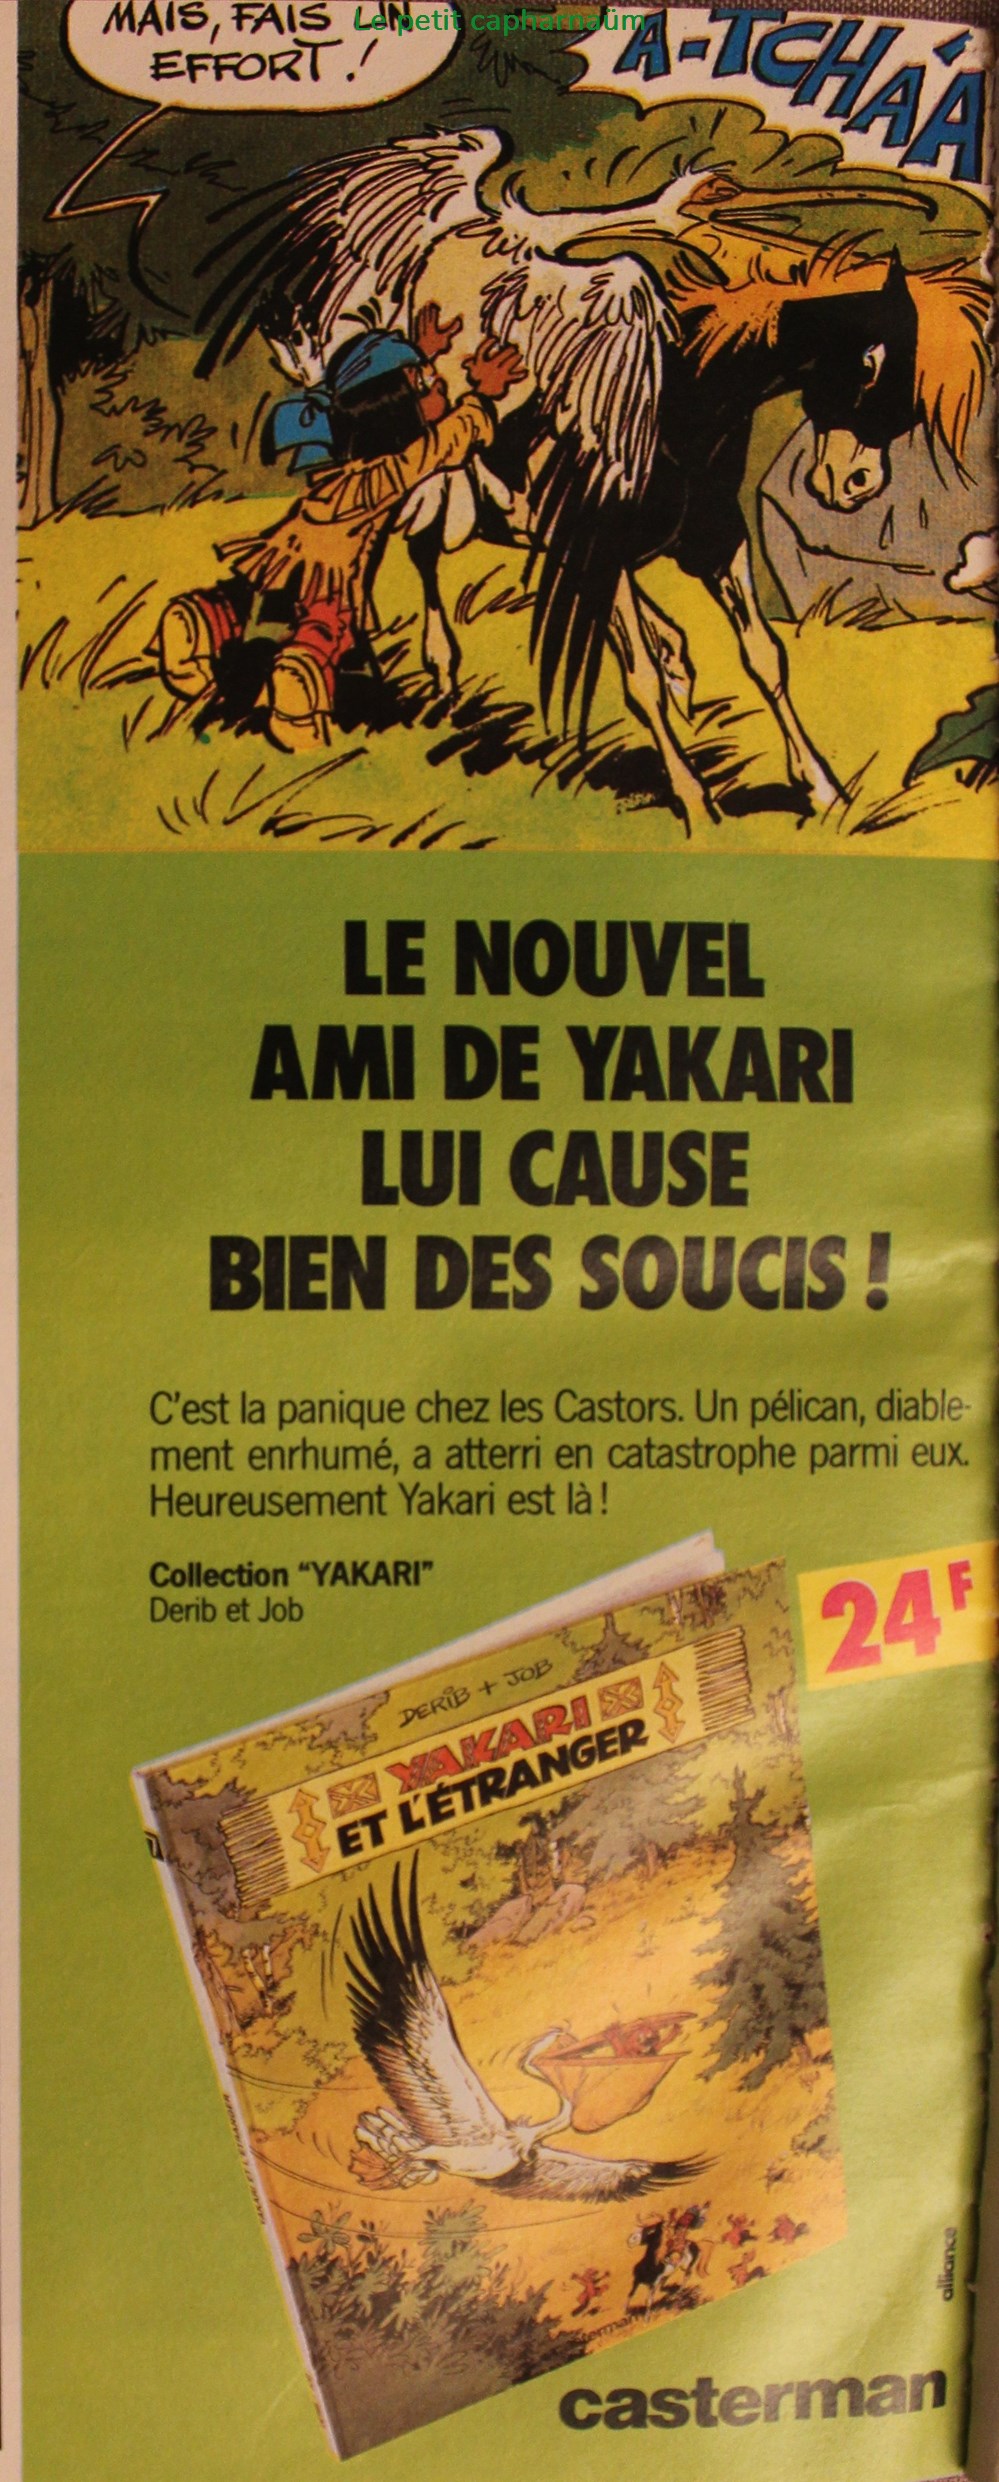 Le petit capharnaüm
MAIS, FAIS UN
EFFORT !
A-TCHAA
LE NOUVEL
AMI DE YAKARI
LUI CAUSE
BIEN DES SOUCIS !
C'est la panique chez les Castors. Un pélican, diable-
ment enrhumé, a atterri en catastrophe parmi eux.
Heureusement Yakari est là !
Collection "YAKARI"
Derib et Job
24F
DERIB + JOB
YAKARI
ET L'ÉTRANGER
alliance
casterman